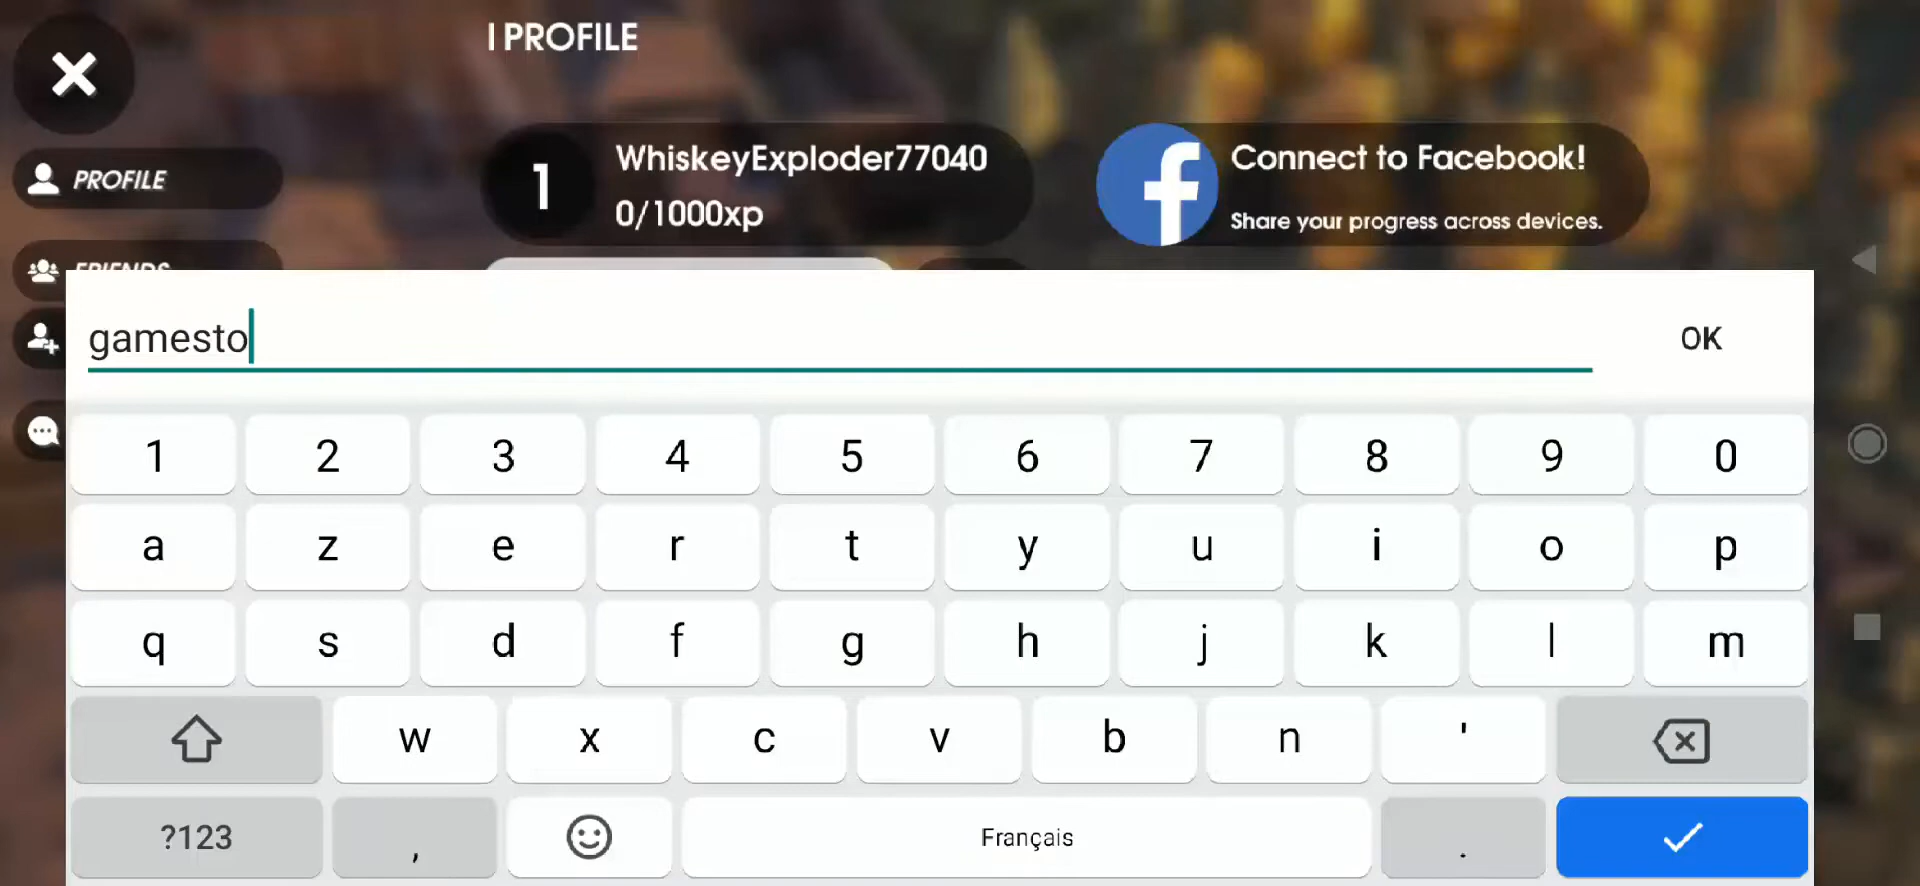 | PROFILE
1
WhiskeyExploder77040
0/1000xp
Connect to Facebook!
Share your progress across devices.
PROFILE
FRIENDS
gamesto
OK
1 2 3 4 5 6 7 8 9 0
a z e r t y u i o p
q s d f g h j k l m
w x c v b n '
?123 , Français .